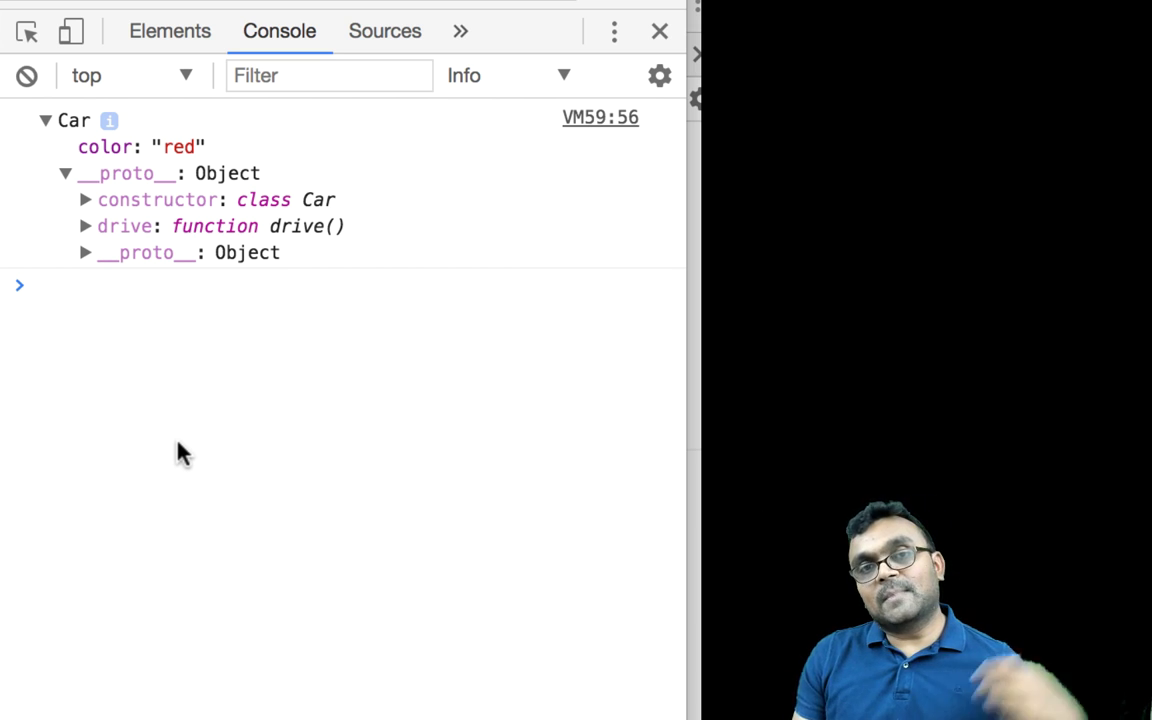 Elements Console Sources »
top Filter Info
Car i VM59:56
color: "red"
__proto__: Object
constructor: class Car
drive: function drive()
__proto__: Object
>